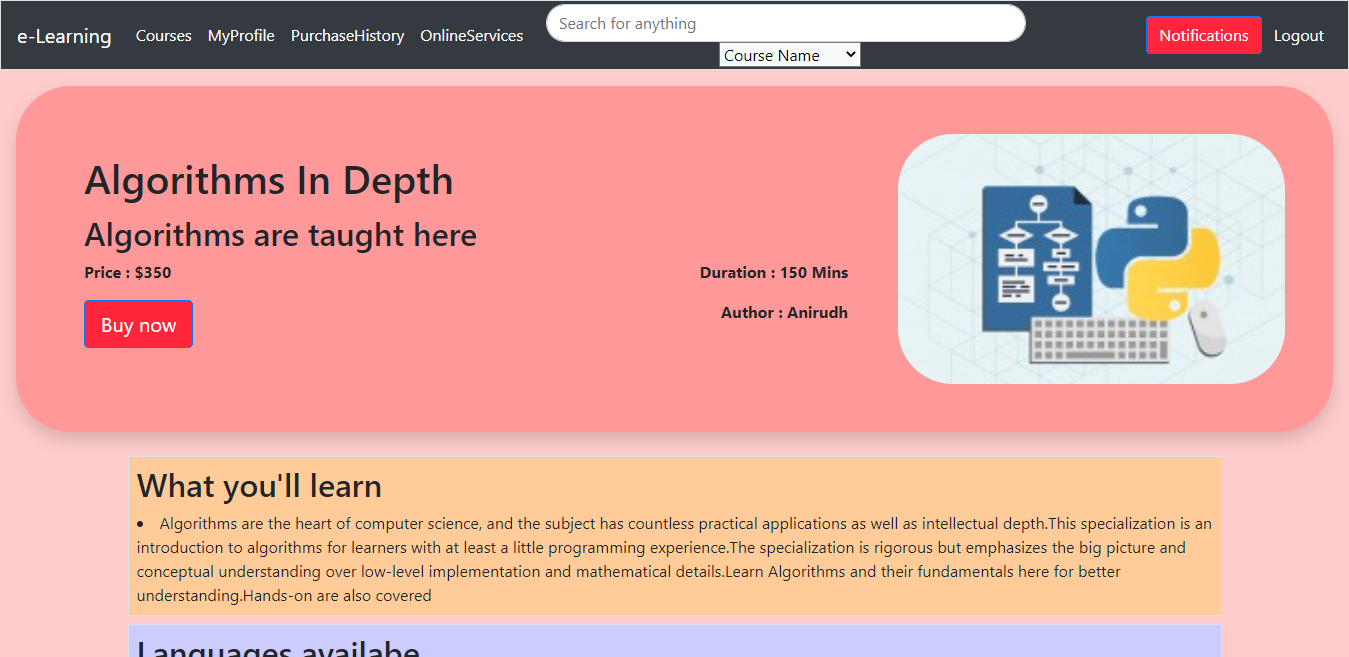 e-Learning Courses MyProfile PurchaseHistory OnlineServices Search for anything Notifications Logout
Course Name
Algorithms In Depth
Algorithms are taught here
Price : $350 Duration : 150 Mins
Author : Anirudh
Buy now
What you'll learn
• Algorithms are the heart of computer science, and the subject has countless practical applications as well as intellectual depth.This specialization is an
introduction to algorithms for learners with at least a little programming experience.The specialization is rigorous but emphasizes the big picture and
conceptual understanding over low-level implementation and mathematical details.Learn Algorithms and their fundamentals here for better
understanding.Hands-on are also covered
Languages availabe